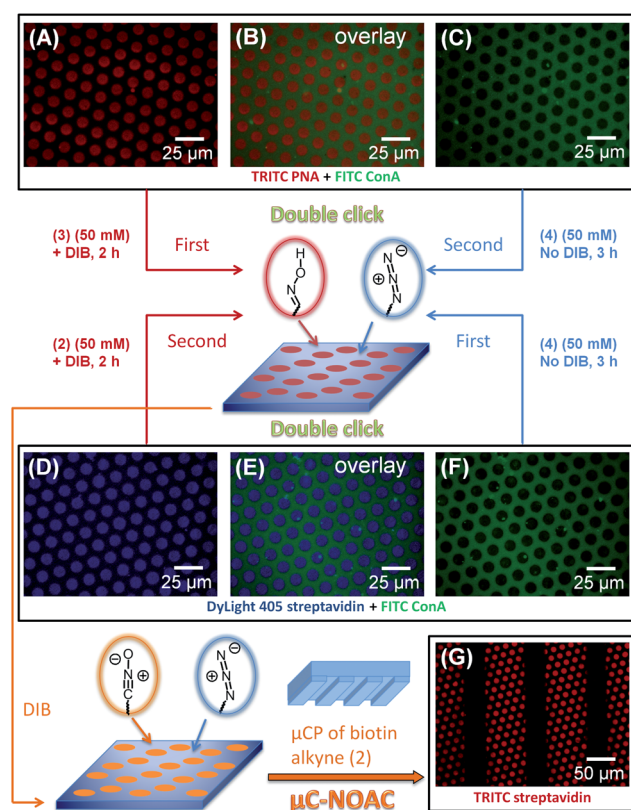 (A)
(B)
overlay
(C)
25 μm
25 μm
25 μm
TRITC PNA + FITC ConA
Double click
(3) (50 mM)
+ DIB, 2 h
First
Second
(4) (50 mM)
No DIB, 3 h
H
O
N
N
N
N
(2) (50 mM)
+ DIB, 2 h
Second
First
(4) (50 mM)
No DIB, 3 h
Double click
(D)
(E)
overlay
(F)
25 μm
25 μm
25 μm
DyLight 405 streptavidin + FITC ConA
DIB
O
N
C
N
N
N
μCP of biotin
alkyne (2)
μC-NOAC
(G)
50 μm
TRITC streptavidin